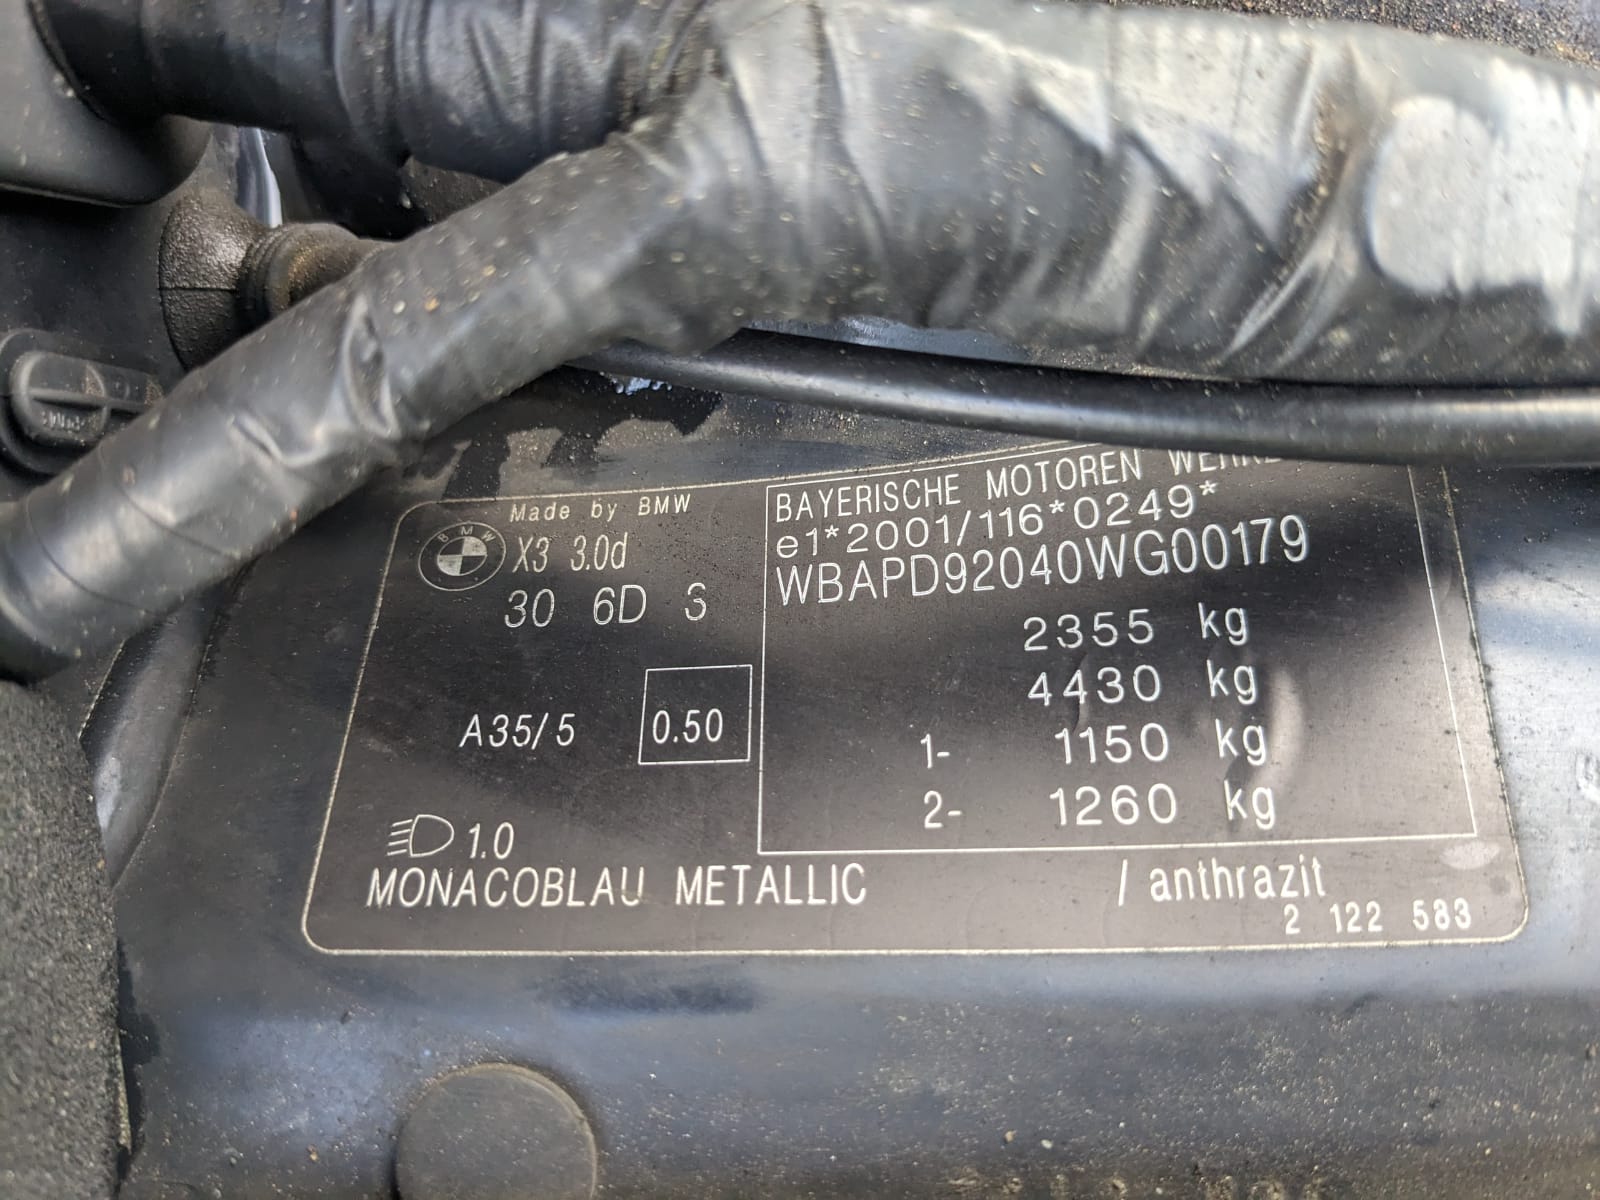 Made by BMW
BMW
X3 3.0d
30 6D S
A35/5
0.50
1.0
BAYERISCHE MOTOREN
e1*2001/116*0249*
WBAPD92040WG00179
2355 kg
4430 kg
1- 1150 kg
2- 1260 kg
MONACOBLAU METALLIC / anthrazit
2 122 583